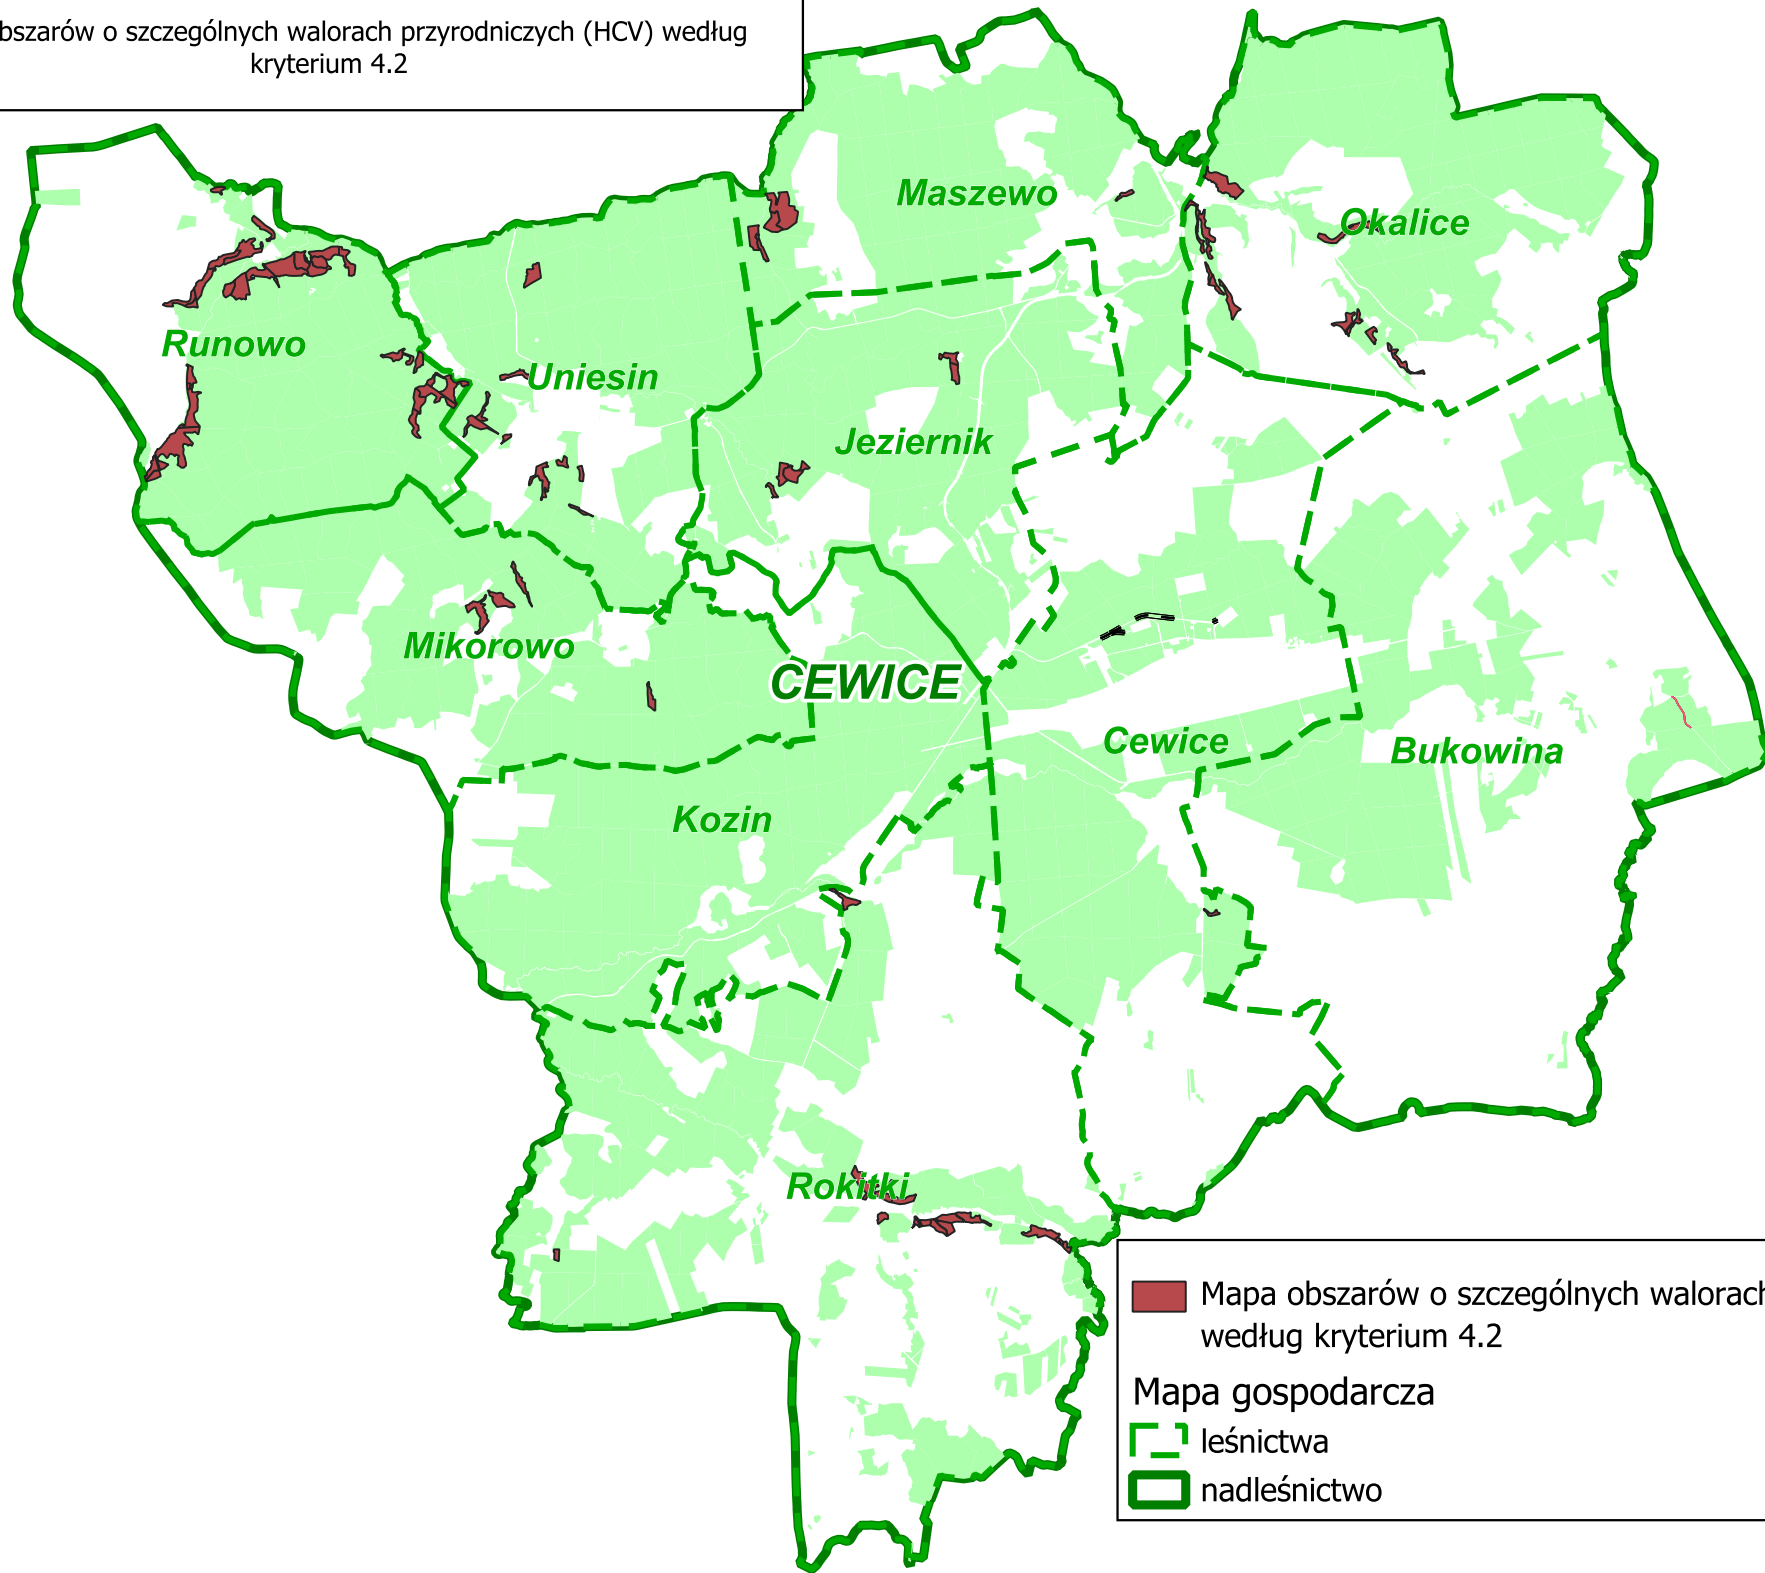 bszarów o szczególnych walorach przyrodniczych (HCV) według
kryterium 4.2
Maszewo
Okalice
Runowo
Uniesin
Jeziernik
Mikorowo
CEWICE
Cewice
Bukowina
Kozin
Rokitki
Mapa obszarów o szczególnych walorach
według kryterium 4.2
Mapa gospodarcza
leśnictwa
nadleśnictwo